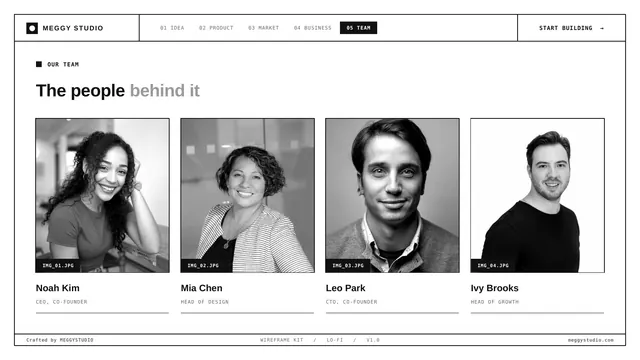 MEGGY STUDIO
01 IDEA
02 PRODUCT
03 MARKET
04 BUSINESS
05 TEAM
START BUILDING →
OUR TEAM
The people behind it
IMG_01.JPG
IMG_02.JPG
IMG_03.JPG
IMG_04.JPG
Noah Kim
Mia Chen
Leo Park
Ivy Brooks
CEO, CO-FOUNDER
HEAD OF DESIGN
CTO, CO-FOUNDER
HEAD OF GROWTH
Crafted by MEGGYSTUDIO
WIREFRAME KIT / LO-FI / V1.0
meggystudio.com